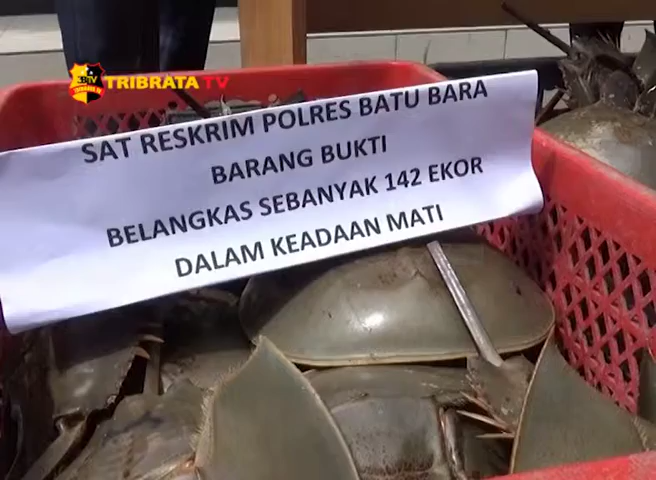 TRIBRATA TV
SAT RESKRIM POLRES BATU BARA
BARANG BUKTI
BELANGKAS SEBANYAK 142 EKOR
DALAM KEADAAN MATI